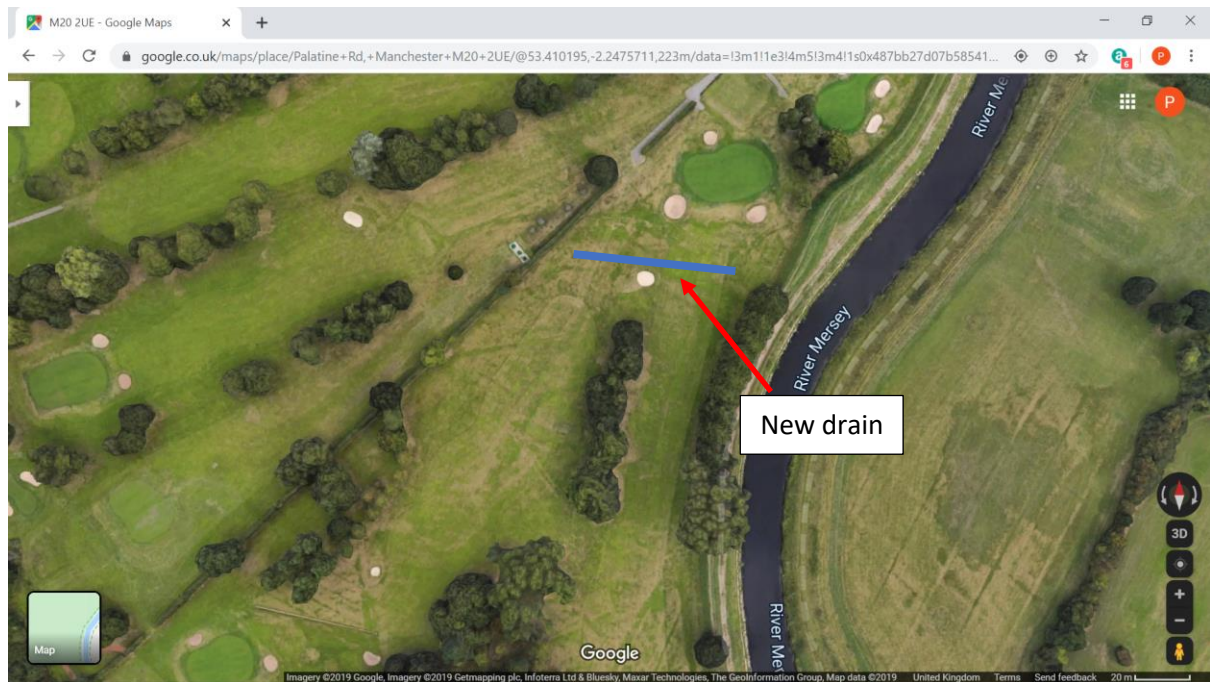 M20 2UE - Google Maps
google.co.uk/maps/place/Palatine+Rd,+Manchester+M20+2UE/@53.410195,-2.2475711,223m/data=!3m1!1e3!4m5!3m4!1s0x487bb27d07b58541...
6
P
P
River Me
River Mersey
New drain
3D
Map
River Me
Google
Imagery ©2019 Google, Imagery ©2019 Getmapping plc, Infoterra Ltd & Bluesky, Maxar Technologies, The GeoInformation Group, Map data ©2019 United Kingdom Terms Send feedback 20 m